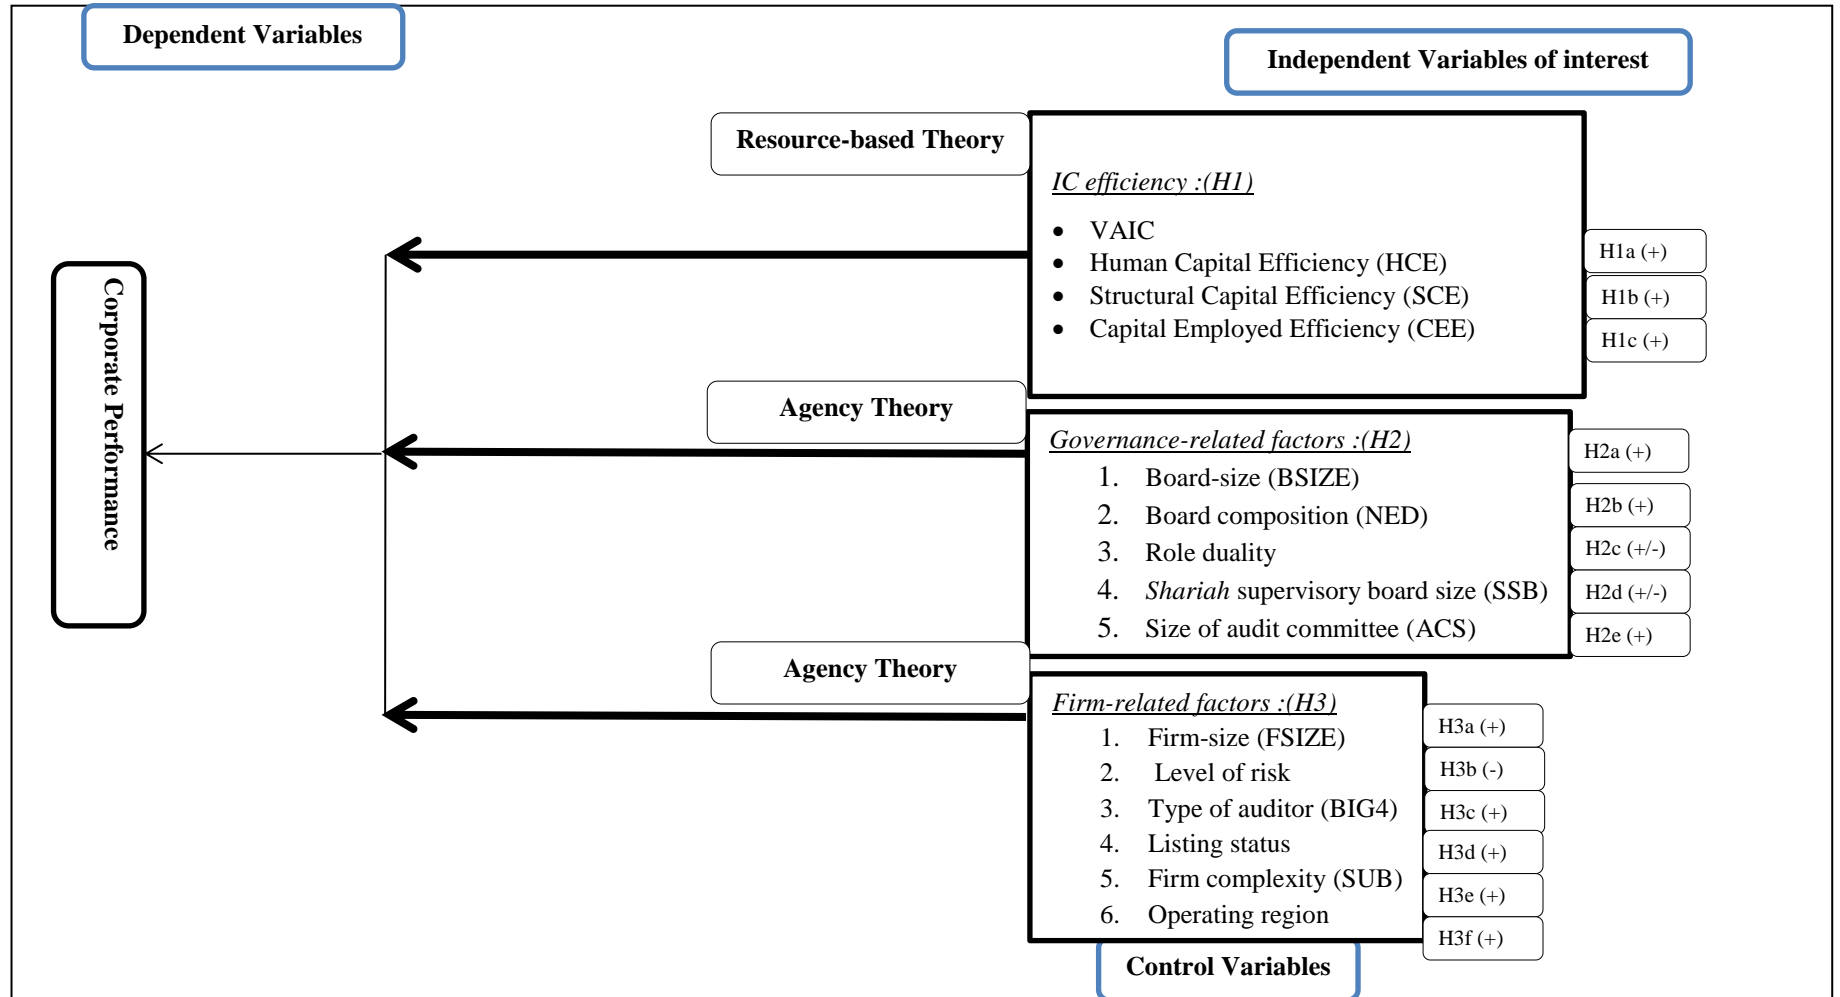 Dependent Variables
Independent Variables of interest
Resource-based Theory
IC efficiency :(H1)
• VAIC
• Human Capital Efficiency (HCE)
• Structural Capital Efficiency (SCE)
• Capital Employed Efficiency (CEE)
H1a (+)
H1b (+)
H1c (+)
Corporate Performance
Agency Theory
Governance-related factors :(H2)
1. Board-size (BSIZE)
2. Board composition (NED)
3. Role duality
4. Shariah supervisory board size (SSB)
5. Size of audit committee (ACS)
H2a (+)
H2b (+)
H2c (+/-)
H2d (+/-)
H2e (+)
Agency Theory
Firm-related factors :(H3)
1. Firm-size (FSIZE)
2. Level of risk
3. Type of auditor (BIG4)
4. Listing status
5. Firm complexity (SUB)
6. Operating region
H3a (+)
H3b (-)
H3c (+)
H3d (+)
H3e (+)
H3f (+)
Control Variables